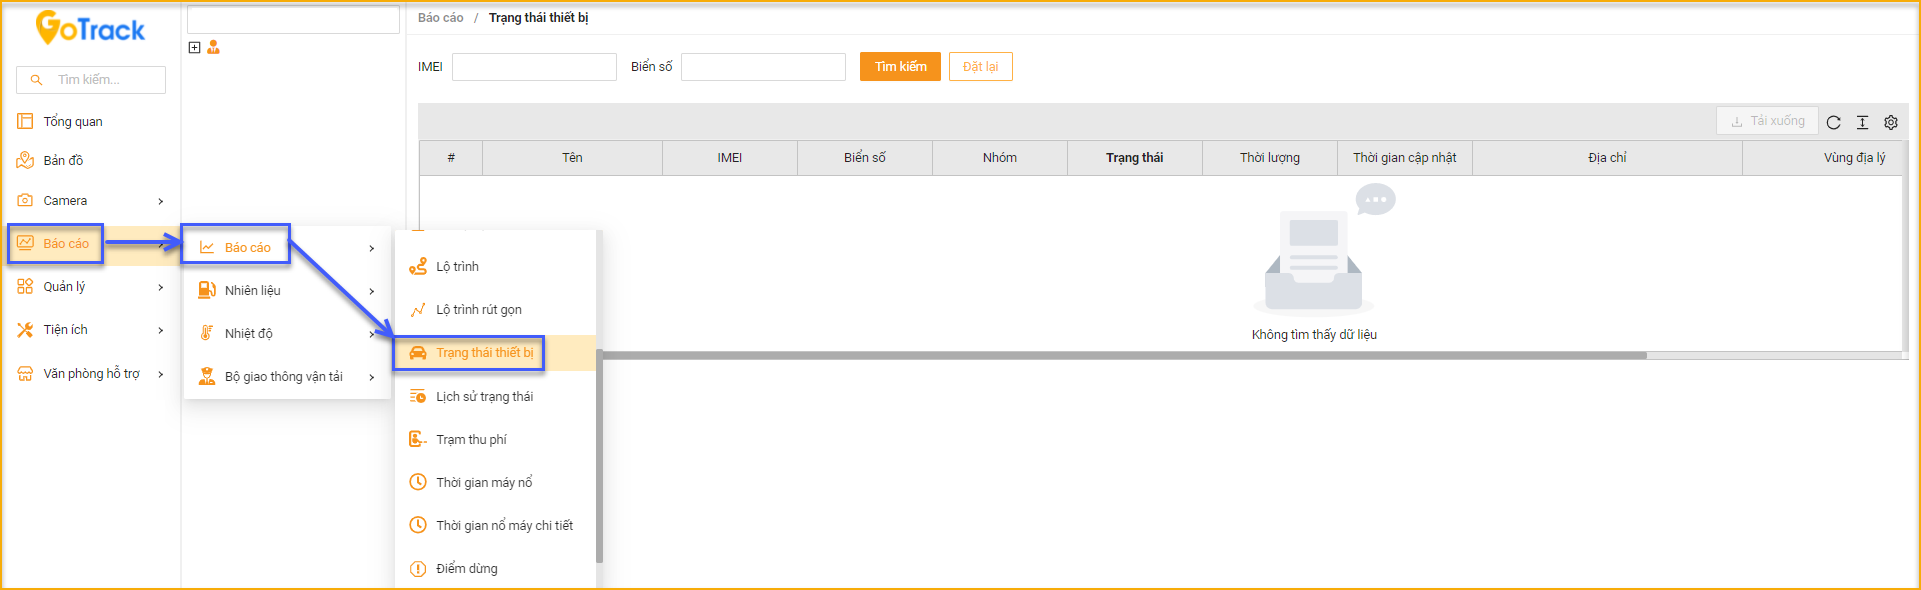 GoTrack
Tìm kiếm...
Tổng quan
Bản đồ
Camera
Báo cáo
Quản lý
Tiện ích
Văn phòng hỗ trợ
Báo cáo
Nhiên liệu
Nhiệt độ
Bộ giao thông vận tải
Lộ trình
Lộ trình rút gọn
Trạng thái thiết bị
Lịch sử trạng thái
Trạm thu phí
Thời gian máy nổ
Thời gian nổ máy chi tiết
Điểm dừng
Báo cáo / Trạng thái thiết bị
IMEI Biển số Tìm kiếm Đặt lại
Tải xuống
# Tên IMEI Biển số Nhóm Trạng thái Thời lượng Thời gian cập nhật Địa chỉ Vùng địa lý
Không tìm thấy dữ liệu